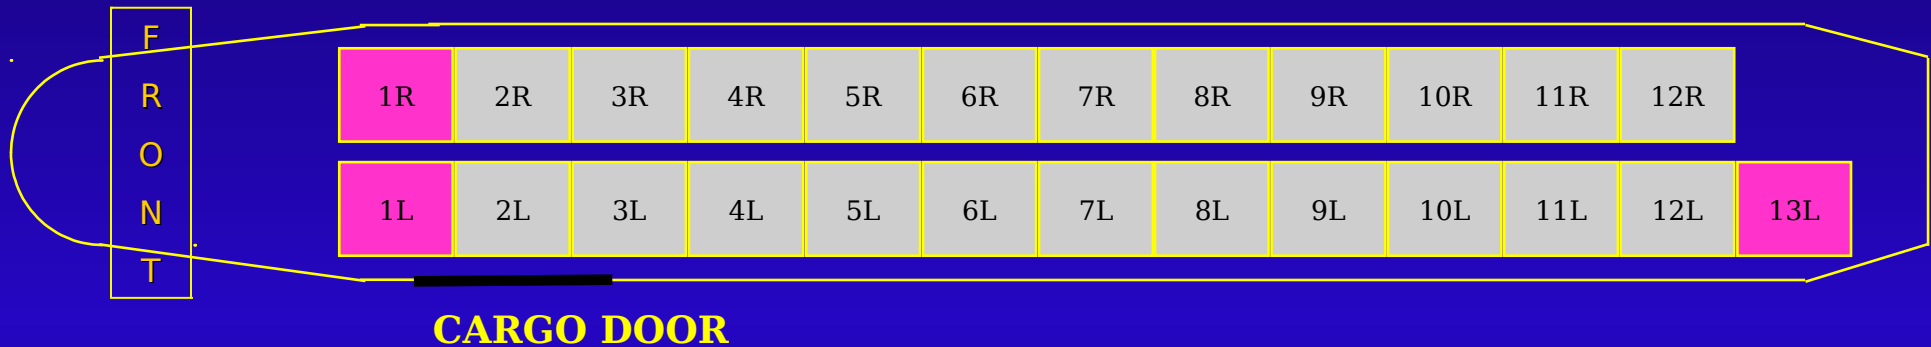 F
R
O
N
T
1R 2R 3R 4R 5R 6R 7R 8R 9R 10R 11R 12R
1L 2L 3L 4L 5L 6L 7L 8L 9L 10L 11L 12L 13L
CARGO DOOR